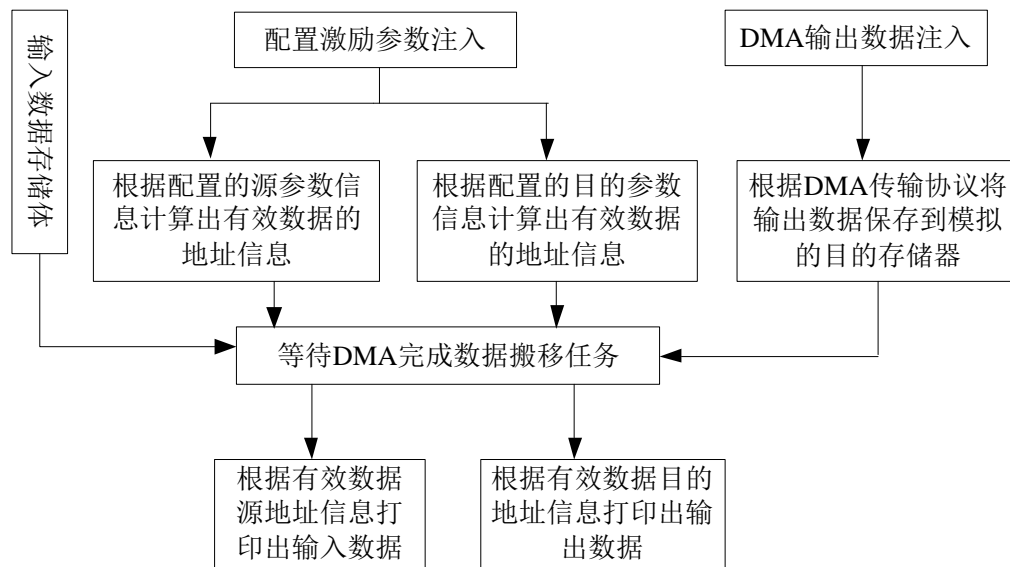 输入数据存储体
配置激励参数注入
DMA输出数据注入
根据配置的源参数信
息计算出有效数据的
地址信息
根据配置的目的参数
信息计算出有效数据
的地址信息
根据DMA传输协议将
输出数据保存到模拟
的目的存储器
等待DMA完成数据搬移任务
根据有效数据
源地址信息打
印出输入数据
根据有效数据目的
地址信息打印出输
出数据